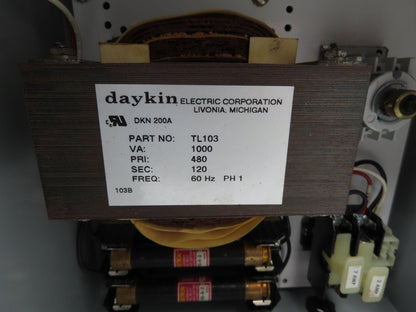 daykin ELECTRIC CORPORATION
LIVONIA, MICHIGAN
DKN 200A
PART NO: TL103
VA: 1000
PRI: 480
SEC: 120
FREQ: 60 Hz PH 1
103B